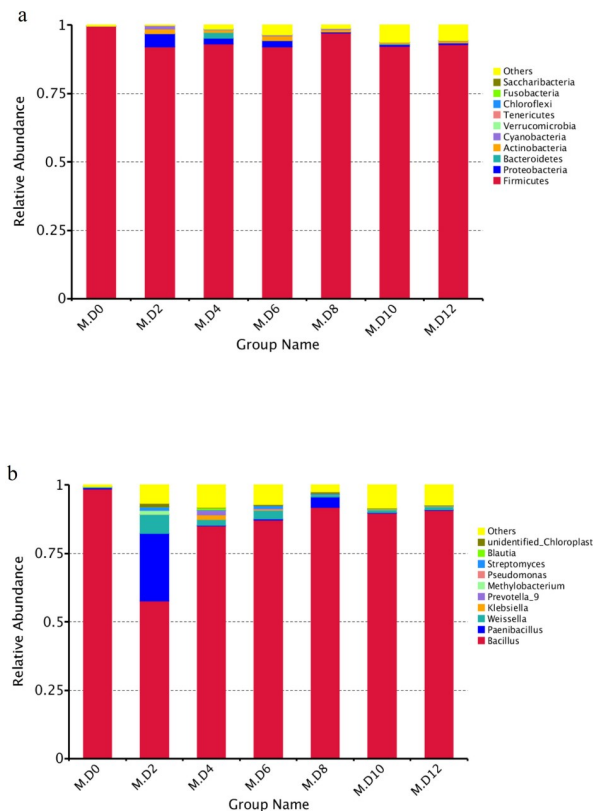 a
1
0.75
0.5
0.25
0
Relative Abundance
M.D0
M.D2
M.D4
M.D6
M.D8
M.D10
M.D12
Group Name
Others
Saccharibacteria
Fusobacteria
Chloroflexi
Tenericutes
Verrucomicrobia
Cyanobacteria
Actinobacteria
Bacteroidetes
Proteobacteria
Firmicutes
b
1
0.75
0.5
0.25
0
Relative Abundance
M.D0
M.D2
M.D4
M.D6
M.D8
M.D10
M.D12
Group Name
Others
unidentified_Chloroplast
Blautia
Streptomyces
Pseudomonas
Methylobacterium
Prevotella_9
Klebsiella
Weissella
Paenibacillus
Bacillus